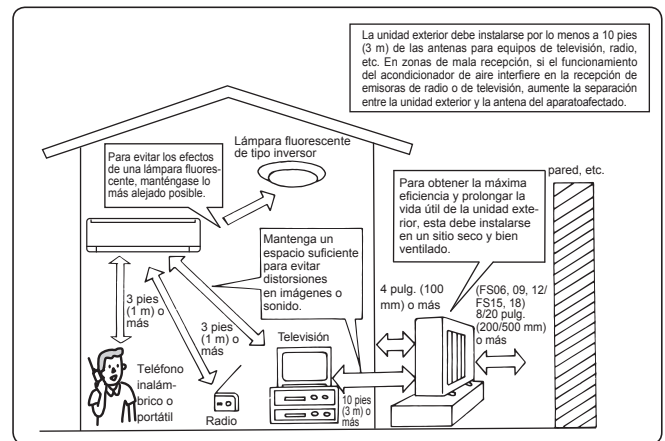 La unidad exterior debe instalarse por lo menos a 10 pies
(3 m) de las antenas para equipos de televisión, radio,
etc. En zonas de mala recepción, si el funcionamiento
del acondicionador de aire interfiere en la recepción de
emisoras de radio o de televisión, aumente la separación
entre la unidad exterior y la antena del aparatoafectado.
Lámpara fluorescente
de tipo inversor
Para evitar los efectos
de una lámpara fluores-
cente, manténgase lo
más alejado posible.
pared, etc.
Para obtener la máxima
eficiencia y prolongar la
vida útil de la unidad exte-
rior, esta debe instalarse
en un sitio seco y bien
ventilado.
Mantenga un
espacio suficiente
para evitar
distorsiones
en imágenes o
sonido.
4 pulg. (100
mm) o más
(FS06, 09, 12/
FS15, 18)
8/20 pulg.
(200/500 mm)
o más
3 pies
(1 m) o
más
3 pies
(1 m) o
más
Televisión
Teléfono
inalám-
brico o
portátil
Radio
10 pies
(3 m) o
más